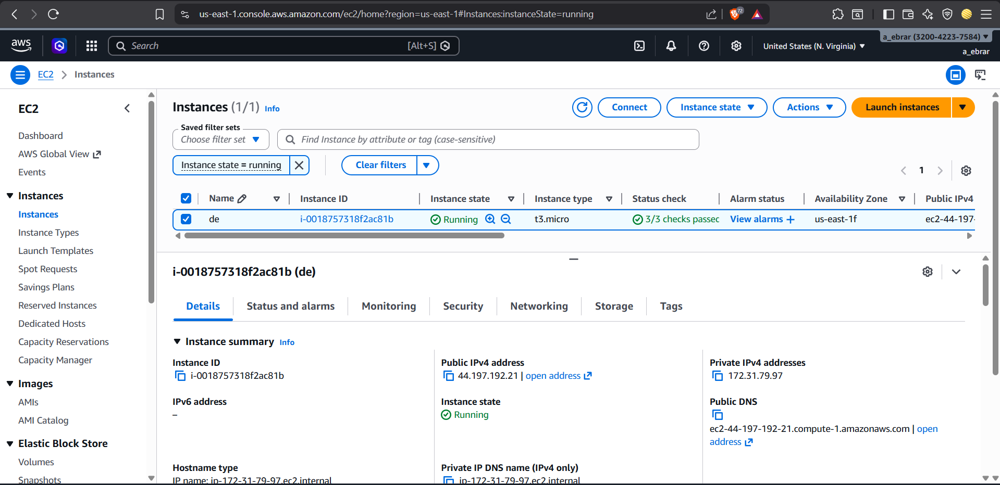 us-east-1.console.aws.amazon.com/ec2/home?region=us-east-1#Instances:instanceState=running
72
aws
Search
[Alt+S]
United States (N. Virginia)
a_ebrar (3200-4223-7584)
a_ebrar
EC2
Instances
EC2
Dashboard
AWS Global View
Events
Instances
Instances
Instance Types
Launch Templates
Spot Requests
Savings Plans
Reserved Instances
Dedicated Hosts
Capacity Reservations
Capacity Manager
Images
AMIs
AMI Catalog
Elastic Block Store
Volumes
Snapshots
Instances (1/1) Info
Connect
Instance state
Actions
Launch instances
Saved filter sets
Choose filter set
Find Instance by attribute or tag (case-sensitive)
Instance state = running
Clear filters
1
Name Instance ID Instance state Instance type Status check Alarm status Availability Zone Public IPv4
de i-0018757318f2ac81b Running t3.micro 3/3 checks passed View alarms us-east-1f ec2-44-197-
i-0018757318f2ac81b (de)
Details Status and alarms Monitoring Security Networking Storage Tags
Instance summary Info
Instance ID
i-0018757318f2ac81b
Public IPv4 address
44.197.192.21 | open address
Private IPv4 addresses
172.31.79.97
IPv6 address
–
Instance state
Running
Public DNS
ec2-44-197-192-21.compute-1.amazonaws.com | open
address
Hostname type
IP name: ip-172-31-79-97.ec2.internal
Private IP DNS name (IPv4 only)
ip-172-31-79-97.ec2.internal